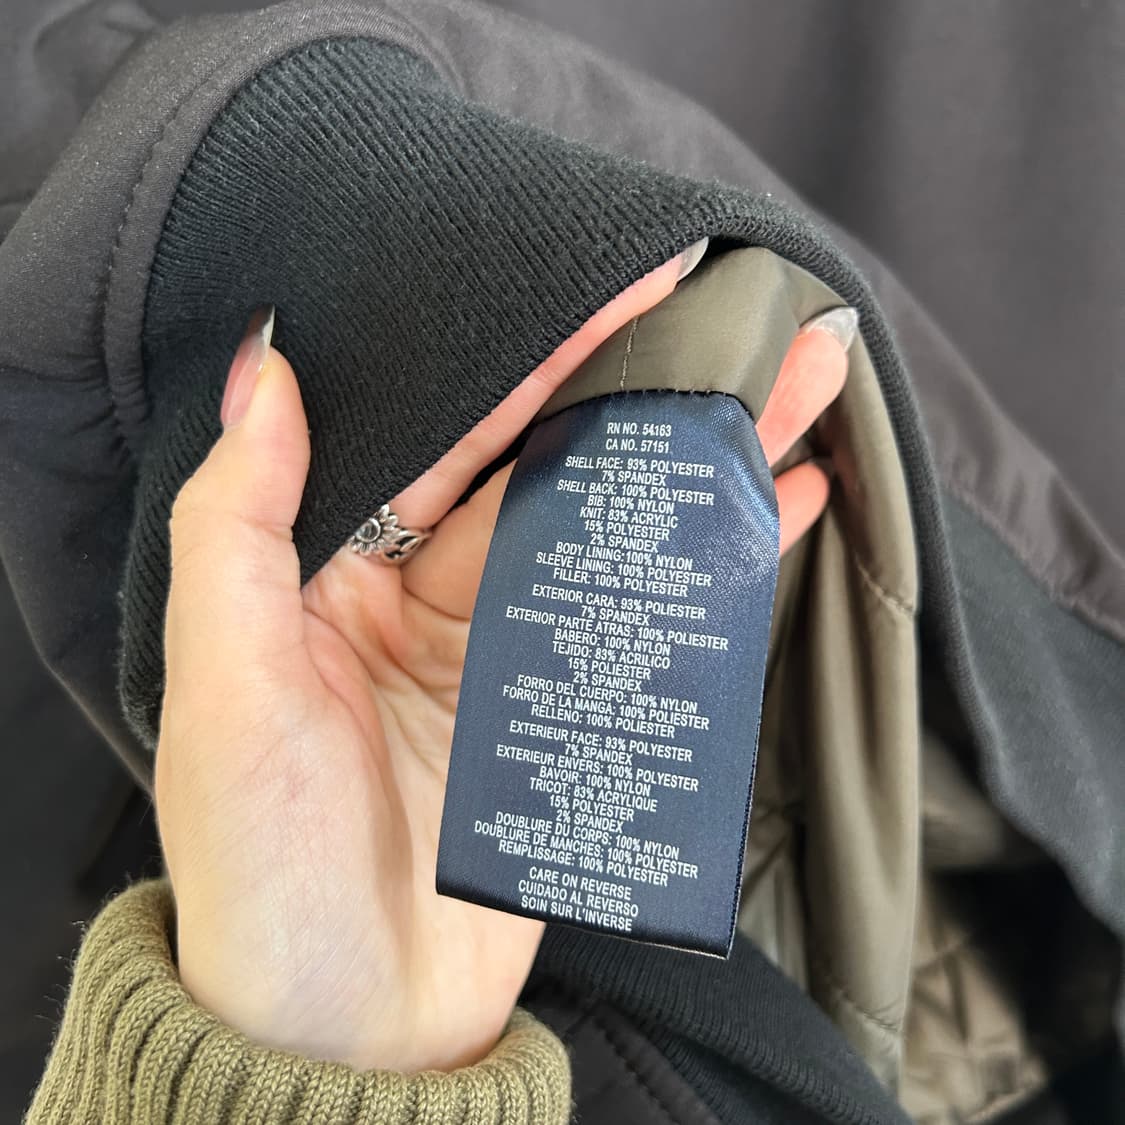 RN NO. 54163
CA NO. 57151
SHELL FACE: 93% POLYESTER
7% SPANDEX
SHELL BACK: 100% POLYESTER
BIB: 100% NYLON
KNIT: 83% ACRYLIC
15% POLYESTER
2% SPANDEX
BODY LINING: 100% NYLON
SLEEVE LINING: 100% POLYESTER
FILLER: 100% POLYESTER
EXTERIOR CARA: 93% POLIESTER
7% SPANDEX
EXTERIOR PARTE ATRAS: 100% POLIESTER
BABERO: 100% NYLON
TEJIDO: 83% ACRILICO
15% POLIESTER
2% SPANDEX
FORRO DEL CUERPO: 100% NYLON
FORRO DE LA MANGA: 100% POLIESTER
RELLENO: 100% POLIESTER
EXTERIEUR FACE: 93% POLYESTER
7% SPANDEX
EXTERIEUR ENVERS: 100% POLYESTER
BAVOIR: 100% NYLON
TRICOT: 83% ACRYLIQUE
15% POLYESTER
2% SPANDEX
DOUBLURE DU CORPS: 100% NYLON
DOUBLURE DE MANCHES: 100% POLYESTER
REMPLISSAGE: 100% POLYESTER
CARE ON REVERSE
CUIDADO AL REVERSO
SOIN SUR L'INVERSE